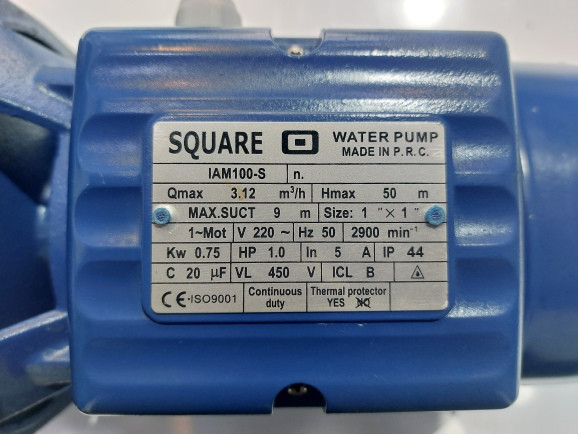 SQUARE WATER PUMP
MADE IN P.R.C.
IAM100-S n.
Qmax 3.12 m³/h Hmax 50 m
MAX.SUCT 9 m Size: 1 "× 1 "
1~Mot V 220 ~ Hz 50 2900 min⁻¹
Kw 0.75 HP 1.0 In 5 A IP 44
C 20 µF VL 450 V ICL B
CE·ISO9001 Continuous duty Thermal protector
YES NO